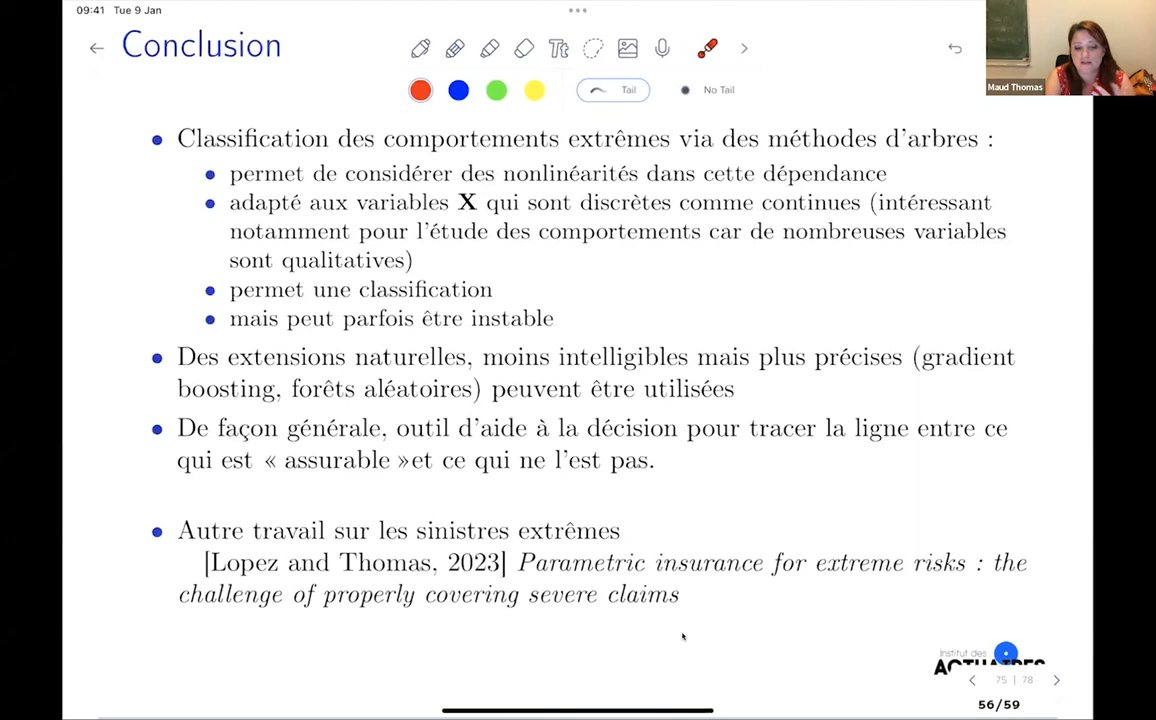 09:41 Tue 9 Jan
Conclusion
Tt
Tail
No Tail
Maud Thomas
• Classification des comportements extrêmes via des méthodes d'arbres :
• permet de considérer des nonlinéarités dans cette dépendance
• adapté aux variables X qui sont discrètes comme continues (intéressant
notamment pour l'étude des comportements car de nombreuses variables
sont qualitatives)
• permet une classification
• mais peut parfois être instable
• Des extensions naturelles, moins intelligibles mais plus précises (gradient
boosting, forêts aléatoires) peuvent être utilisées
• De façon générale, outil d'aide à la décision pour tracer la ligne entre ce
qui est « assurable »et ce qui ne l'est pas.
• Autre travail sur les sinistres extrêmes
[Lopez and Thomas, 2023] Parametric insurance for extreme risks : the
challenge of properly covering severe claims
Institut des
ACTUAIRES
75 | 78
56/59